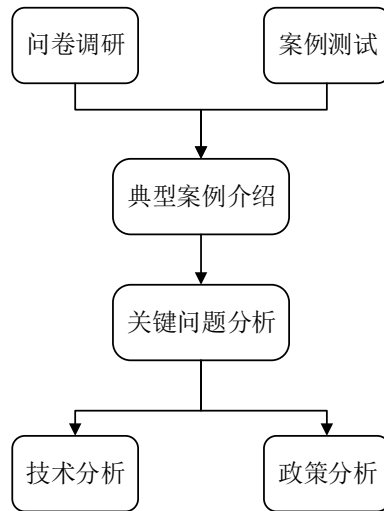 问卷调研
案例测试
典型案例介绍
关键问题分析
技术分析
政策分析